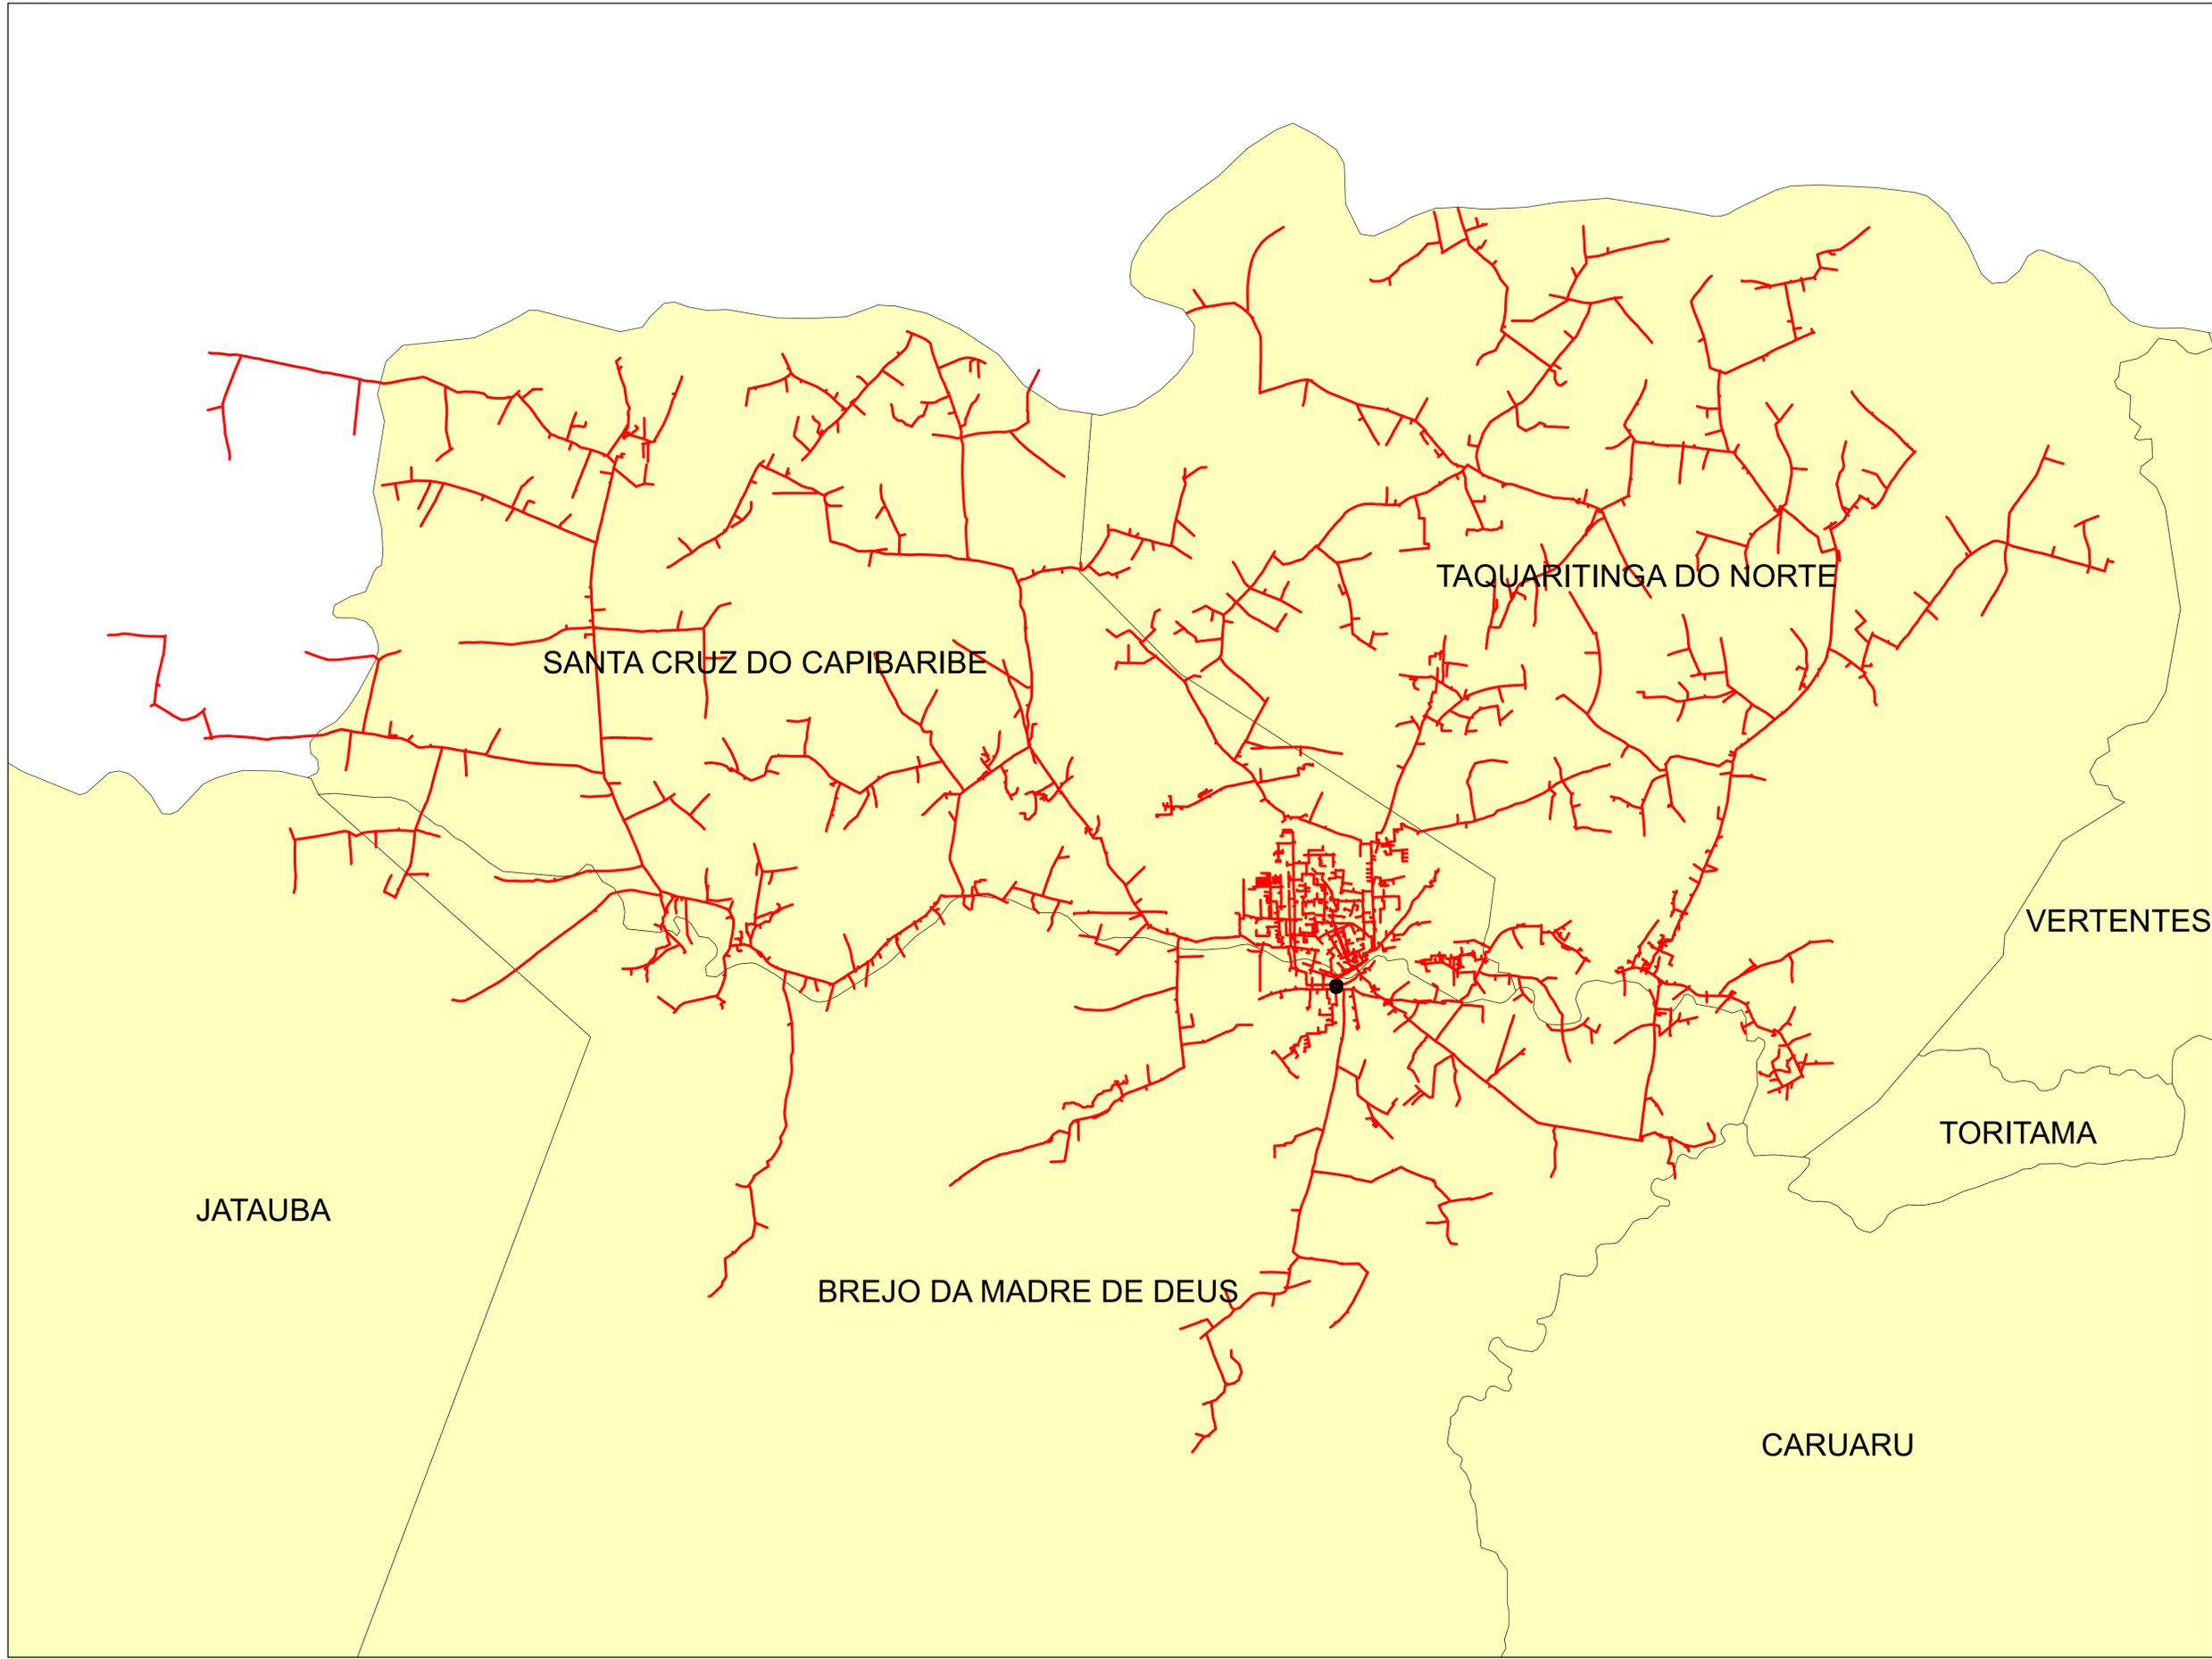 TAQUARITINGA DO NORTE
SANTA CRUZ DO CAPIBARIBE
VERTENTES
TORITAMA
JATAUBA
BREJO DA MADRE DE DEUS
CARUARU